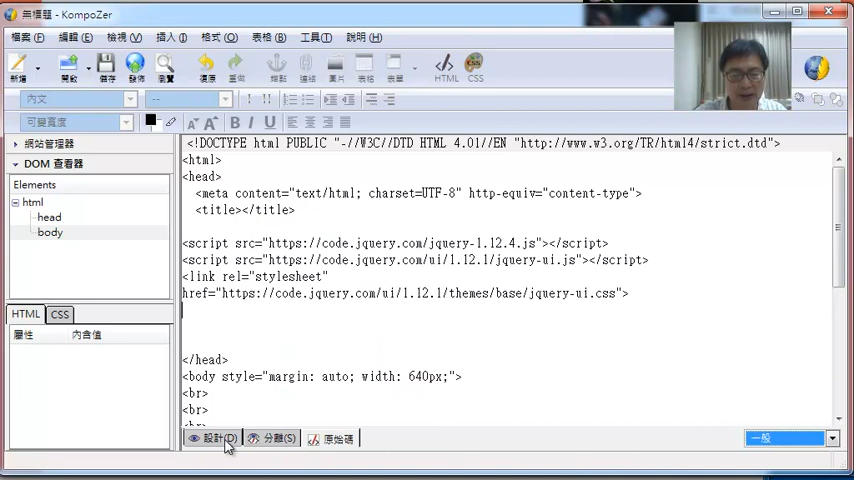 無標題 - KompoZer
檔案(F) 編輯(E) 檢視(V) 插入(I) 格式(O) 表格(B) 工具(T) 說明(H)
新增 開啟 儲存 發佈 瀏覽 復原 重做 錨點 連結 圖片 表格 表單 HTML CSS
CSS
內文 -- ! !!
可變寬度 A A B I U
網站管理器
DOM 查看器
Elements
html
head
body
HTML CSS
屬性 內含值
<!DOCTYPE html PUBLIC "-//W3C//DTD HTML 4.01//EN" "http://www.w3.org/TR/html4/strict.dtd">
<html>
<head>
<meta content="text/html; charset=UTF-8" http-equiv="content-type">
<title></title>
<script src="https://code.jquery.com/jquery-1.12.4.js"></script>
<script src="https://code.jquery.com/ui/1.12.1/jquery-ui.js"></script>
<link rel="stylesheet"
href="https://code.jquery.com/ui/1.12.1/themes/base/jquery-ui.css">
</head>
<body style="margin: auto; width: 640px;">
<br>
<br>
<br>
設計(D) 分離(S) 原始碼
一般